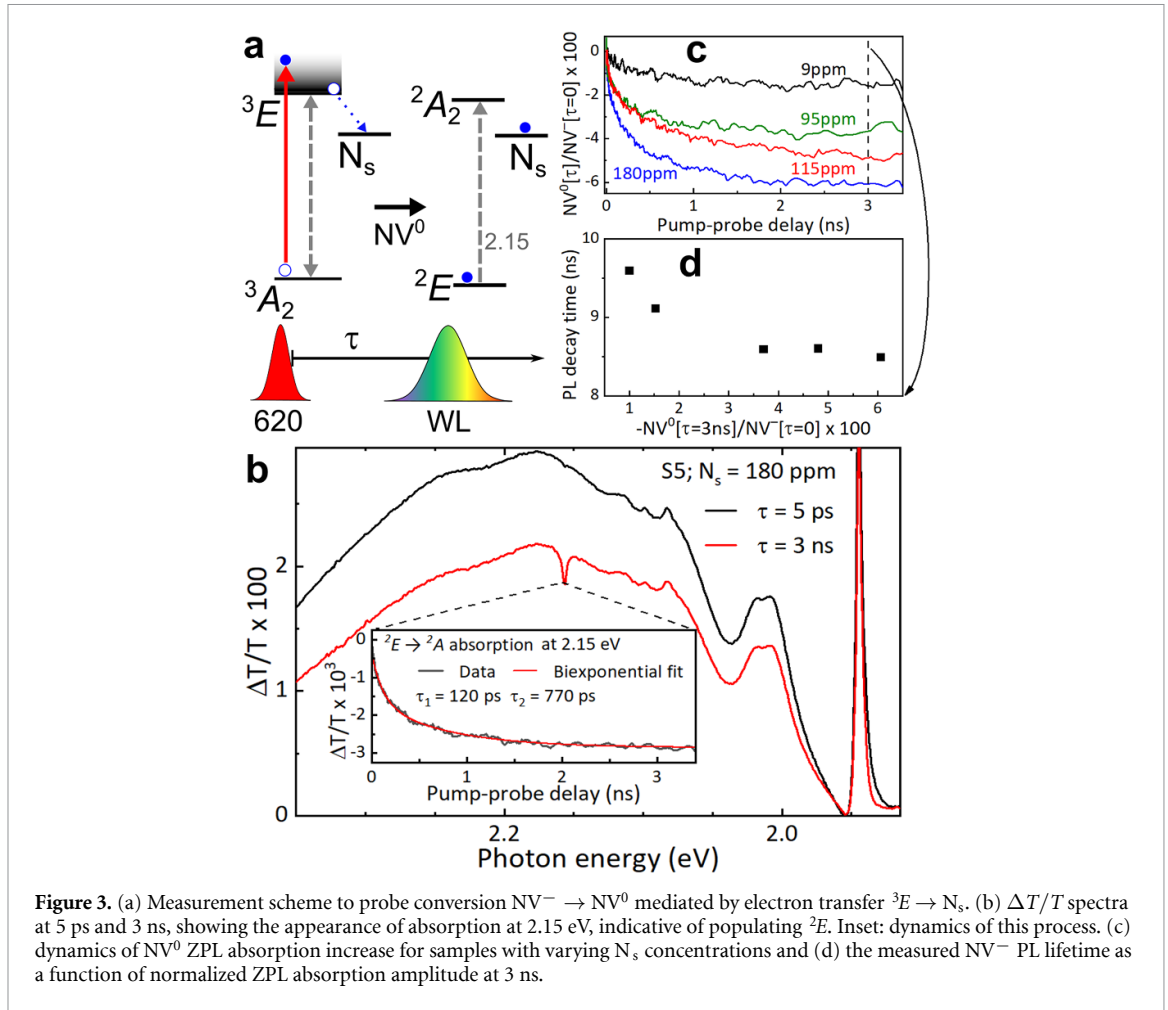 a
³E
Nₛ
³A₂
²A₂
Nₛ
NV⁰
2.15
²E
τ
620
WL
c
NV⁰[τ]/NV⁻[τ=0] x 100
0
-2
-4
-6
9ppm
95ppm
115ppm
180ppm
0 1 2 3
Pump-probe delay (ns)
d
PL decay time (ns)
10
9
8
1 2 3 4 5 6
-NV⁰[τ=3ns]/NV⁻[τ=0] x 100
b
ΔT/T x 100
2
1
0
S5; Nₛ = 180 ppm
τ = 5 ps
τ = 3 ns
²E → ²A absorption at 2.15 eV
Data Biexponential fit
τ₁ = 120 ps τ₂ = 770 ps
ΔT/T x 10³
0
-1
-2
-3
0 1 2 3
Pump-probe delay (ns)
2.2 2.0
Photon energy (eV)
Figure 3. (a) Measurement scheme to probe conversion NV⁻ → NV⁰ mediated by electron transfer ³E → Nₛ. (b) ΔT/T spectra
at 5 ps and 3 ns, showing the appearance of absorption at 2.15 eV, indicative of populating ²E. Inset: dynamics of this process. (c)
dynamics of NV⁰ ZPL absorption increase for samples with varying Nₛ concentrations and (d) the measured NV⁻ PL lifetime as
a function of normalized ZPL absorption amplitude at 3 ns.